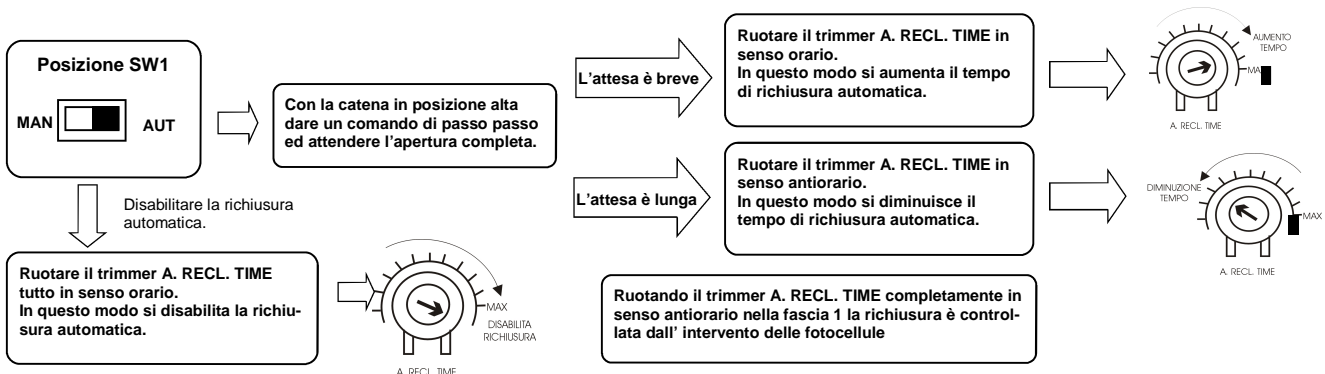 Posizione SW1
MAN
AUT
Con la catena in posizione alta
dare un comando di passo passo
ed attendere l'apertura completa.
L'attesa è breve
Ruotare il trimmer A. RECL. TIME in
senso orario.
In questo modo si aumenta il tempo
di richiusura automatica.
AUMENTO
TEMPO
MAX
A. RECL. TIME
L'attesa è lunga
Ruotare il trimmer A. RECL. TIME in
senso antiorario.
In questo modo si diminuisce il
tempo di richiusura automatica.
DIMINUZIONE
TEMPO
MAX
A. RECL. TIME
Disabilitare la richiusura
automatica.
Ruotare il trimmer A. RECL. TIME
tutto in senso orario.
In questo modo si disabilita la richiu-
sura automatica.
MAX
DISABILITA
RICHIUSURA
A. RECL. TIME
Ruotando il trimmer A. RECL. TIME completamente in
senso antiorario nella fascia 1 la richiusura è control-
lata dall' intervento delle fotocellule